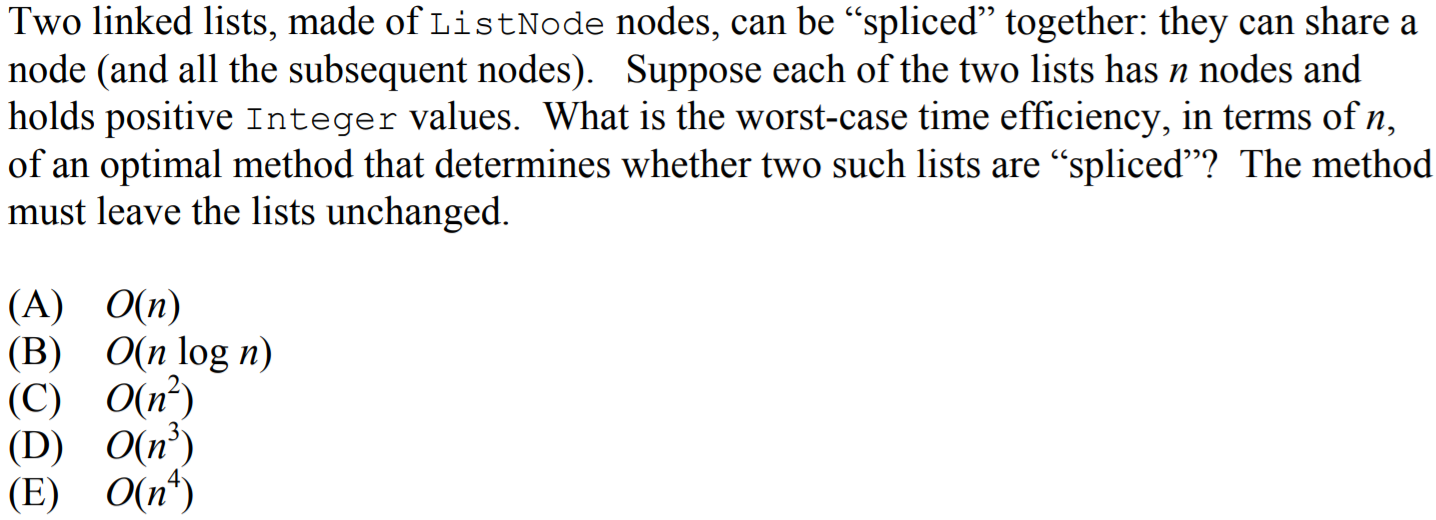 Two linked lists, made of ListNode nodes, can be “spliced” together: they can share a
node (and all the subsequent nodes).   Suppose each of the two lists has n nodes and
holds positive Integer values.  What is the worst-case time efficiency, in terms of n,
of an optimal method that determines whether two such lists are “spliced”?  The method
must leave the lists unchanged.
(A) O(n)
(B) O(n log n)
(C) O(n²)
(D) O(n³)
(E) O(n⁴)